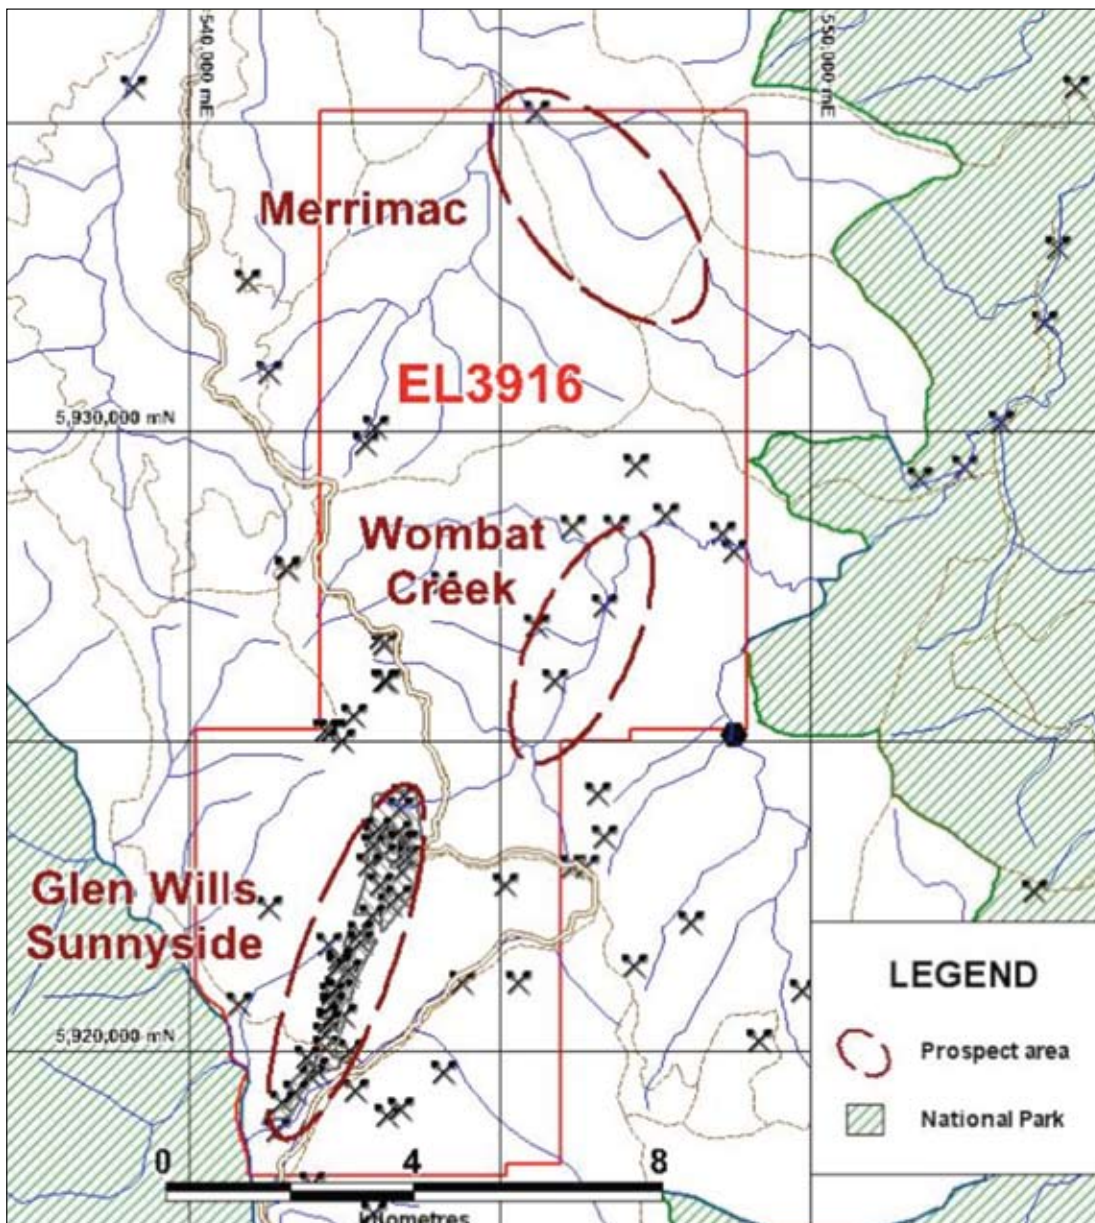 540,000 mE
550,000 mE
Merrimac
EL3916
5,930,000 mN
Wombat
Creek
Glen Wills
Sunnyside
LEGEND
Prospect area
National Park
5,920,000 mN
0 4 8
kilometres